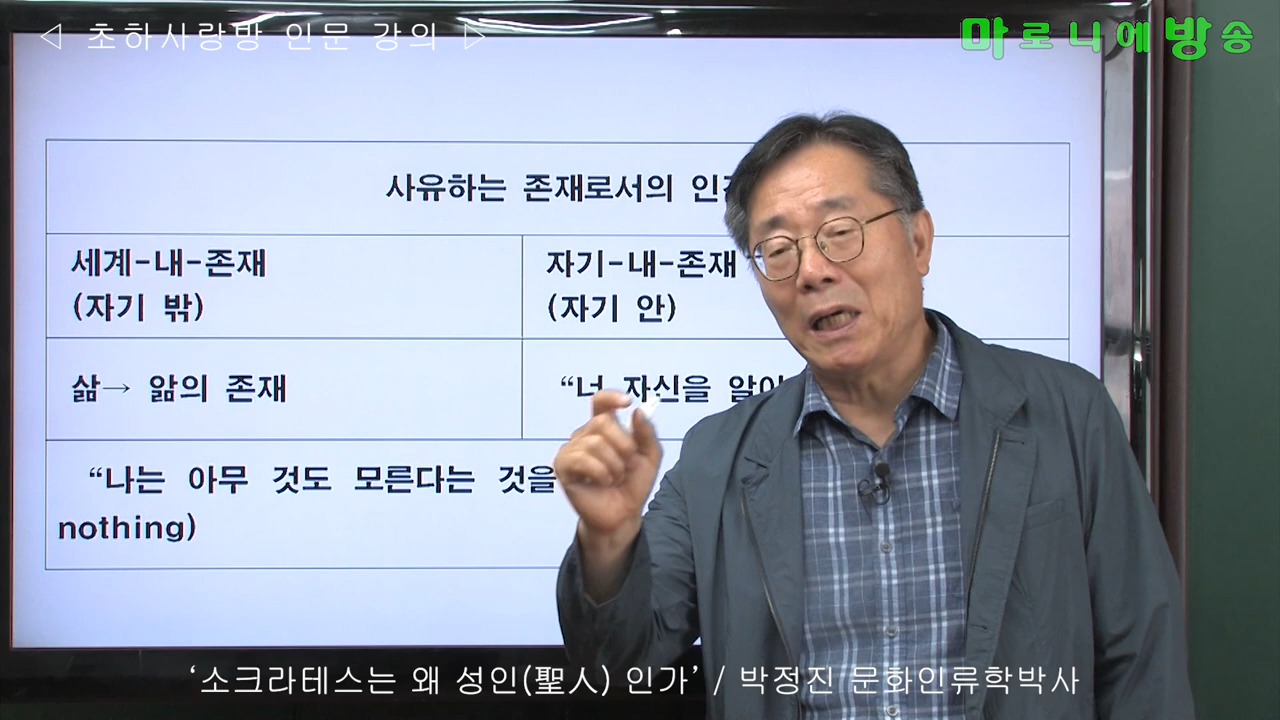 ◁ 초하사랑방 인문 강의 ▷
마로니에방송
사유하는 존재로서의
세계-내-존재
(자기 밖)
자기-내-존재
(자기 안)
삶→ 앎의 존재
“너 자신을
“나는 아무 것도 모른다는 것을
nothing)
‘소크라테스는 왜 성인(聖人) 인가’ / 박정진 문화인류학박사